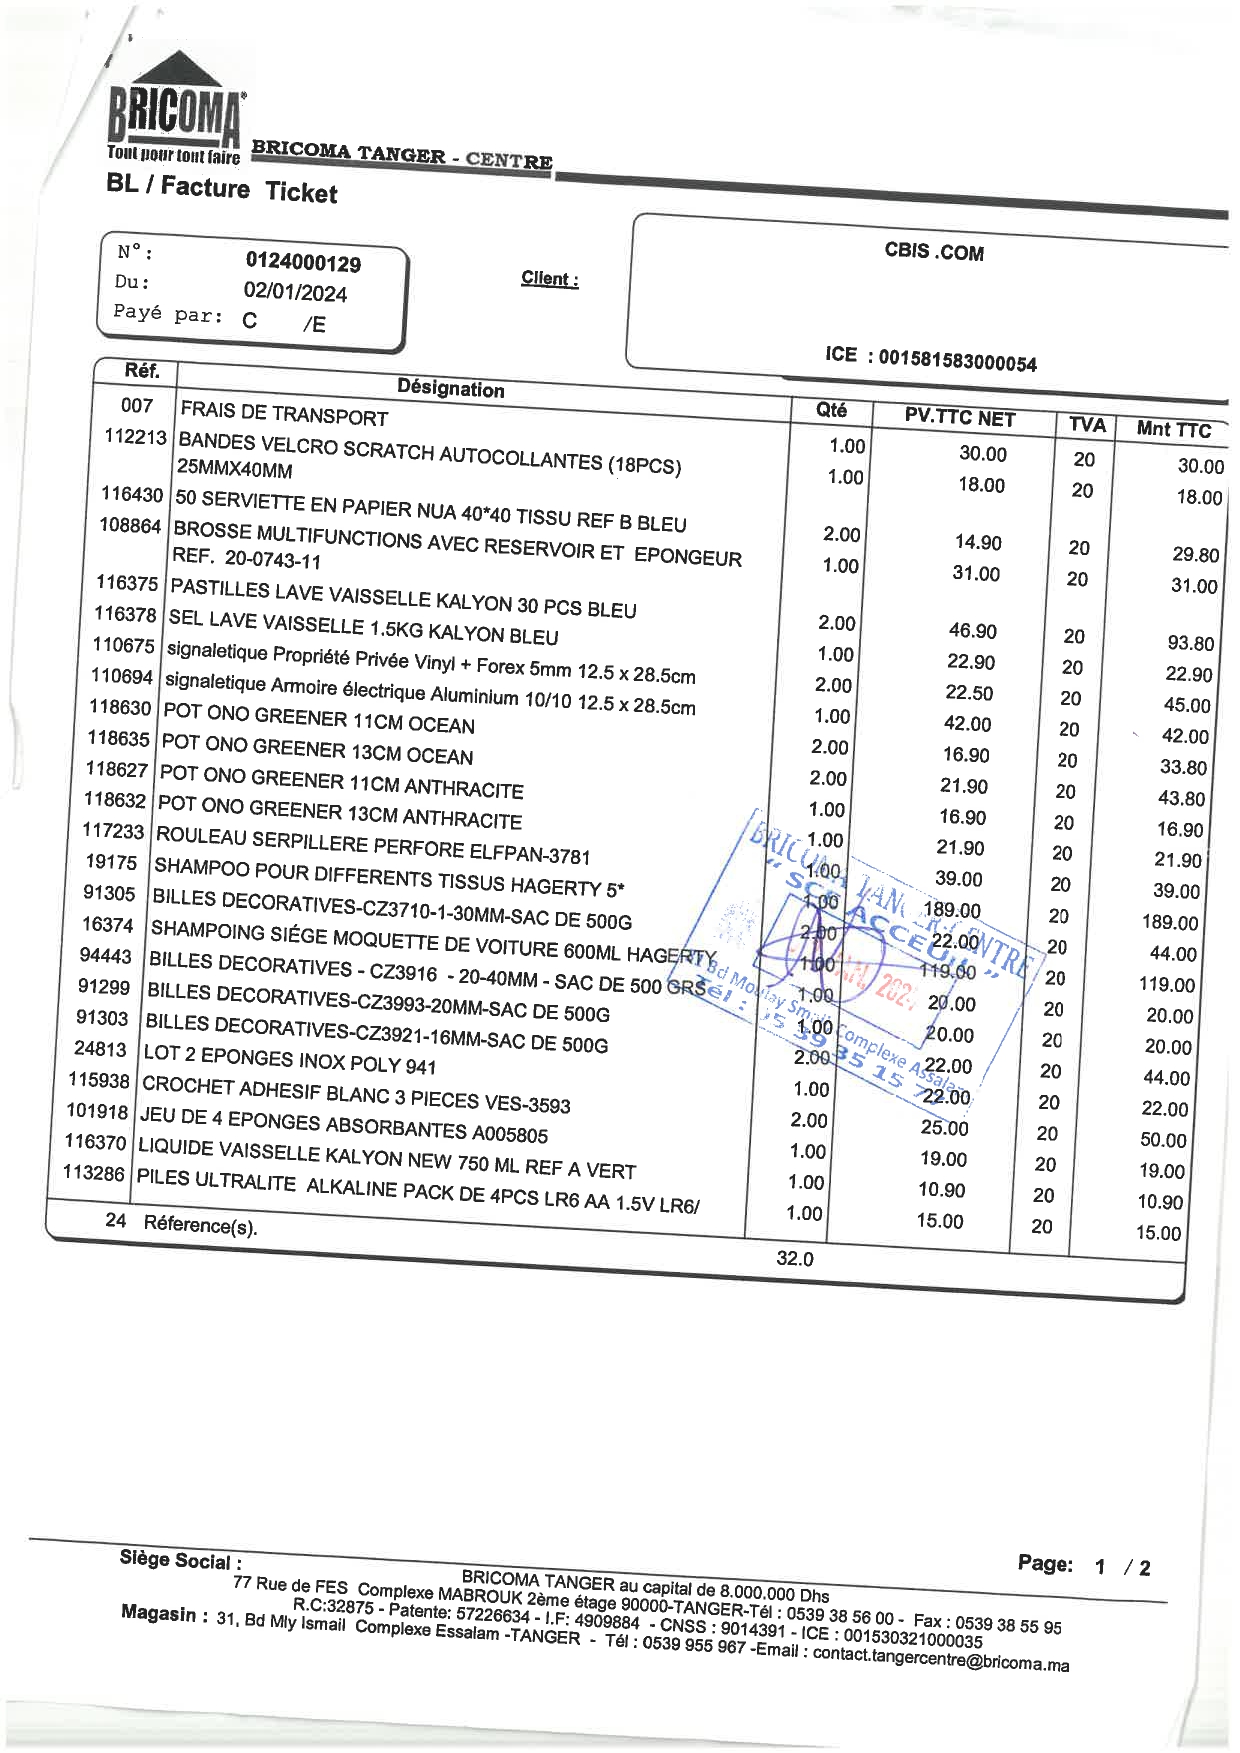 BRICOMA
Tout pour tout faire
BRICOMA TANGER - CENTRE
BL / Facture Ticket
N° : 0124000129
Du : 02/01/2024
Payé par: C /E
Client :
CBIS .COM
ICE : 001581583000054
Réf. Désignation Qté PV.TTC NET TVA Mnt TTC
007 FRAIS DE TRANSPORT 1.00 30.00 20 30.00
112213 BANDES VELCRO SCRATCH AUTOCOLLANTES (18PCS) 1.00 18.00 20 18.00
25MMX40MM
116430 50 SERVIETTE EN PAPIER NUA 40*40 TISSU REF B BLEU 2.00 14.90 20 29.80
108864 BROSSE MULTIFUNCTIONS AVEC RESERVOIR ET EPONGEUR 1.00 31.00 20 31.00
REF. 20-0743-11
116375 PASTILLES LAVE VAISSELLE KALYON 30 PCS BLEU 2.00 46.90 20 93.80
116378 SEL LAVE VAISSELLE 1.5KG KALYON BLEU 1.00 22.90 20 22.90
110675 signaletique Propriété Privée Vinyl + Forex 5mm 12.5 x 28.5cm 2.00 22.50 20 45.00
110694 signaletique Armoire électrique Aluminium 10/10 12.5 x 28.5cm 1.00 42.00 20 42.00
118630 POT ONO GREENER 11CM OCEAN 2.00 16.90 20 33.80
118635 POT ONO GREENER 13CM OCEAN 2.00 21.90 20 43.80
118627 POT ONO GREENER 11CM ANTHRACITE 1.00 16.90 20 16.90
118632 POT ONO GREENER 13CM ANTHRACITE 1.00 21.90 20 21.90
117233 ROULEAU SERPILLERE PERFORE ELFPAN-3781 1.00 39.00 20 39.00
19175 SHAMPOO POUR DIFFERENTS TISSUS HAGERTY 5* 1.00 189.00 20 189.00
91305 BILLES DECORATIVES-CZ3710-1-30MM-SAC DE 500G 2.00 22.00 20 44.00
16374 SHAMPOING SIÉGE MOQUETTE DE VOITURE 600ML HAGERTY 1.00 119.00 20 119.00
94443 BILLES DECORATIVES - CZ3916 - 20-40MM - SAC DE 500 GRS 1.00 20.00 20 20.00
91299 BILLES DECORATIVES-CZ3993-20MM-SAC DE 500G 1.00 20.00 20 20.00
91303 BILLES DECORATIVES-CZ3921-16MM-SAC DE 500G 2.00 22.00 20 44.00
24813 LOT 2 EPONGES INOX POLY 941 1.00 22.00 20 22.00
115938 CROCHET ADHESIF BLANC 3 PIECES VES-3593 2.00 25.00 20 50.00
101918 JEU DE 4 EPONGES ABSORBANTES A005805 1.00 19.00 20 19.00
116370 LIQUIDE VAISSELLE KALYON NEW 750 ML REF A VERT 1.00 10.90 20 10.90
113286 PILES ULTRALITE ALKALINE PACK DE 4PCS LR6 AA 1.5V LR6/ 1.00 15.00 20 15.00
24 Réference(s). 32.0
BRICOMA TANGER CENTRE
" SCE ACCEUIL "
Bd Moulay Smail Complexe Assalam
Tél : 05 39 35 15 7
Page: 1 / 2
Siège Social :
BRICOMA TANGER au capital de 8.000.000 Dhs
77 Rue de FES Complexe MABROUK 2ème étage 90000-TANGER-Tél : 0539 38 56 00 - Fax : 0539 38 55 95
R.C:32875 - Patente: 57226634 - I.F: 4909884 - CNSS : 9014391 - ICE : 001530321000035
Magasin : 31, Bd Mly Ismail Complexe Essalam -TANGER - Tél : 0539 955 967 -Email : contact.tangercentre@bricoma.ma